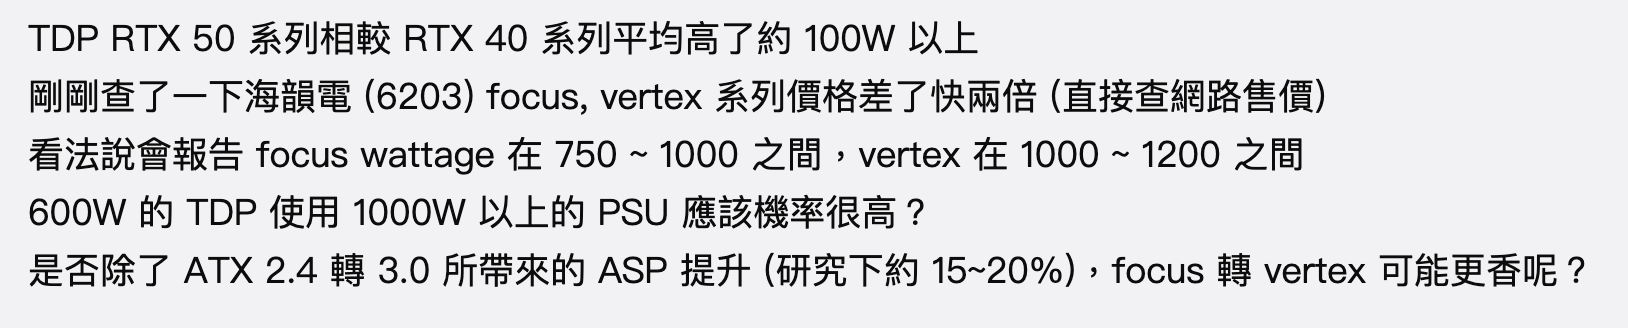 TDP RTX 50 系列相較 RTX 40 系列平均高了約 100W 以上
剛剛查了一下海韻電 (6203) focus, vertex 系列價格差了快兩倍 (直接查網路售價)
看法說會報告 focus wattage 在 750 ~ 1000 之間，vertex 在 1000 ~ 1200 之間
600W 的 TDP 使用 1000W 以上的 PSU 應該機率很高？
是否除了 ATX 2.4 轉 3.0 所帶來的 ASP 提升 (研究下約 15~20%)，focus 轉 vertex 可能更香呢？